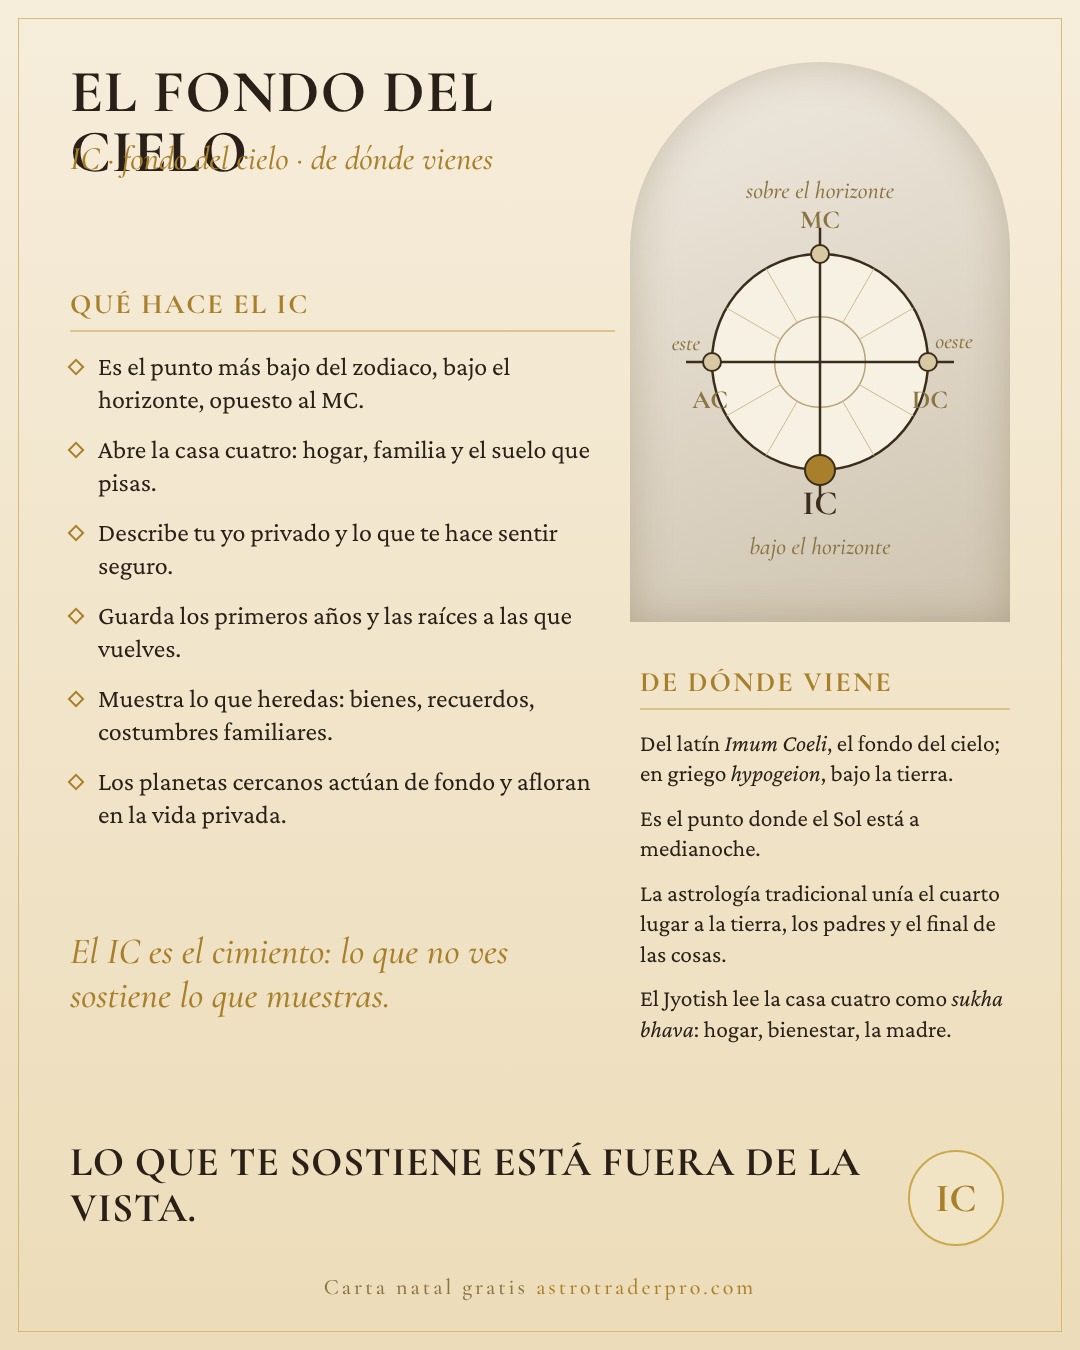 EL FONDO DEL
CIELO
IC · fondo del cielo · de dónde vienes
QUÉ HACE EL IC
Es el punto más bajo del zodiaco, bajo el
horizonte, opuesto al MC.
Abre la casa cuatro: hogar, familia y el suelo que
pisas.
Describe tu yo privado y lo que te hace sentir
seguro.
Guarda los primeros años y las raíces a las que
vuelves.
Muestra lo que heredas: bienes, recuerdos,
costumbres familiares.
Los planetas cercanos actúan de fondo y afloran
en la vida privada.
El IC es el cimiento: lo que no ves
sostiene lo que muestras.
sobre el horizonte
MC
este
oeste
AC
DC
IC
bajo el horizonte
DE DÓNDE VIENE
Del latín Imum Coeli, el fondo del cielo;
en griego hypogeion, bajo la tierra.
Es el punto donde el Sol está a
medianoche.
La astrología tradicional unía el cuarto
lugar a la tierra, los padres y el final de
las cosas.
El Jyotish lee la casa cuatro como sukha
bhava: hogar, bienestar, la madre.
LO QUE TE SOSTIENE ESTÁ FUERA DE LA
VISTA.
IC
Carta natal gratis astrotraderpro.com